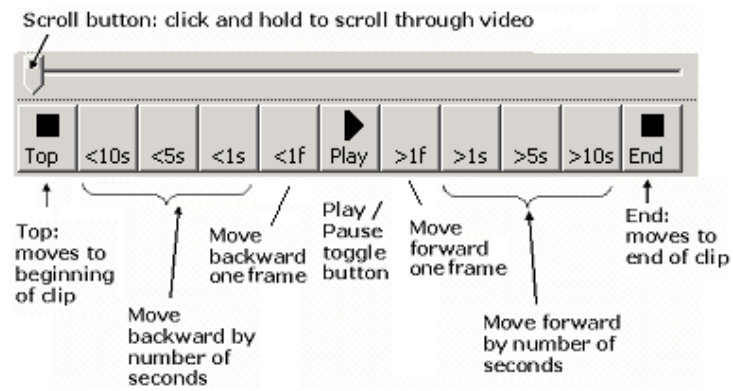 Scroll button: click and hold to scroll through video
Top <10s <5s <1s <1f Play >1f >1s >5s >10s End
Top:
moves to
beginning
of clip
Move
backward by
number of
seconds
Move
backward
one frame
Play /
Pause
toggle
button
Move
forward
one frame
Move forward
by number of
seconds
End:
moves to
end of clip